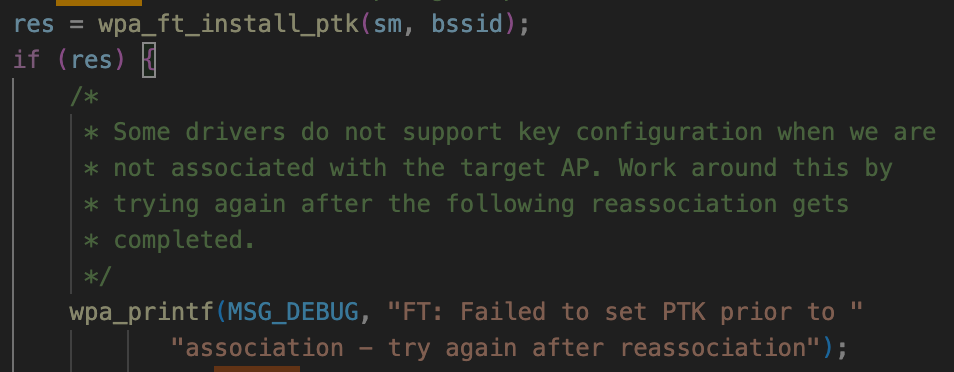 res = wpa_ft_install_ptk(sm, bssid);
if (res) {
/*
* Some drivers do not support key configuration when we are
* not associated with the target AP. Work around this by
* trying again after the following reassociation gets
* completed.
*/
wpa_printf(MSG_DEBUG, "FT: Failed to set PTK prior to "
"association - try again after reassociation");